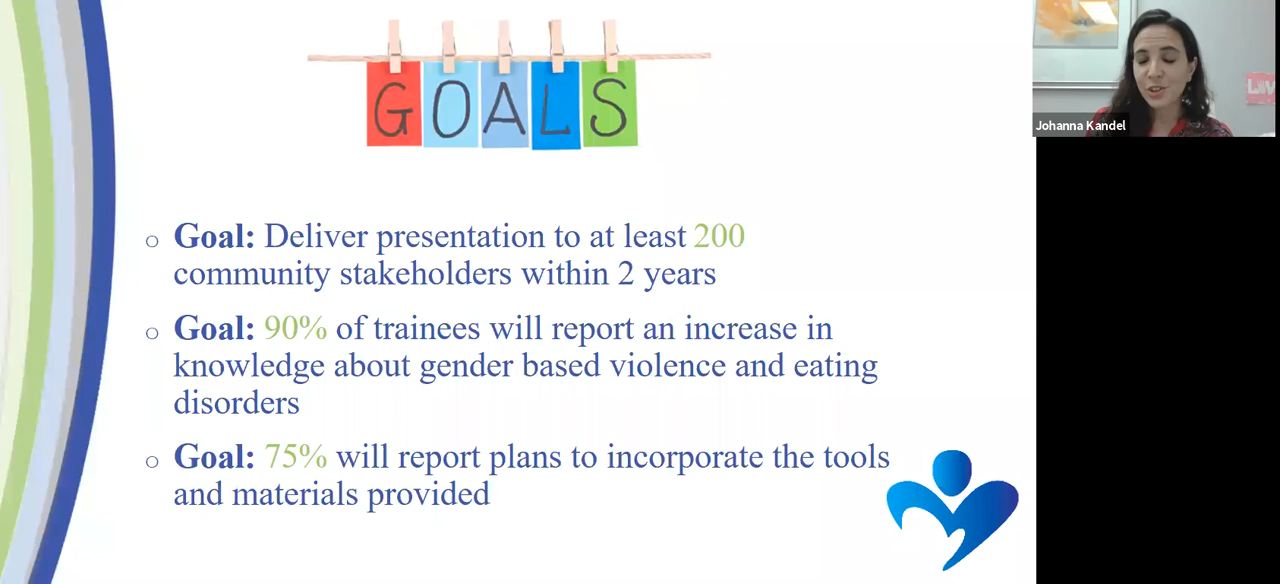 GOALS
Johanna Kandel
Goal: Deliver presentation to at least 200
community stakeholders within 2 years
Goal: 90% of trainees will report an increase in
knowledge about gender based violence and eating
disorders
Goal: 75% will report plans to incorporate the tools
and materials provided